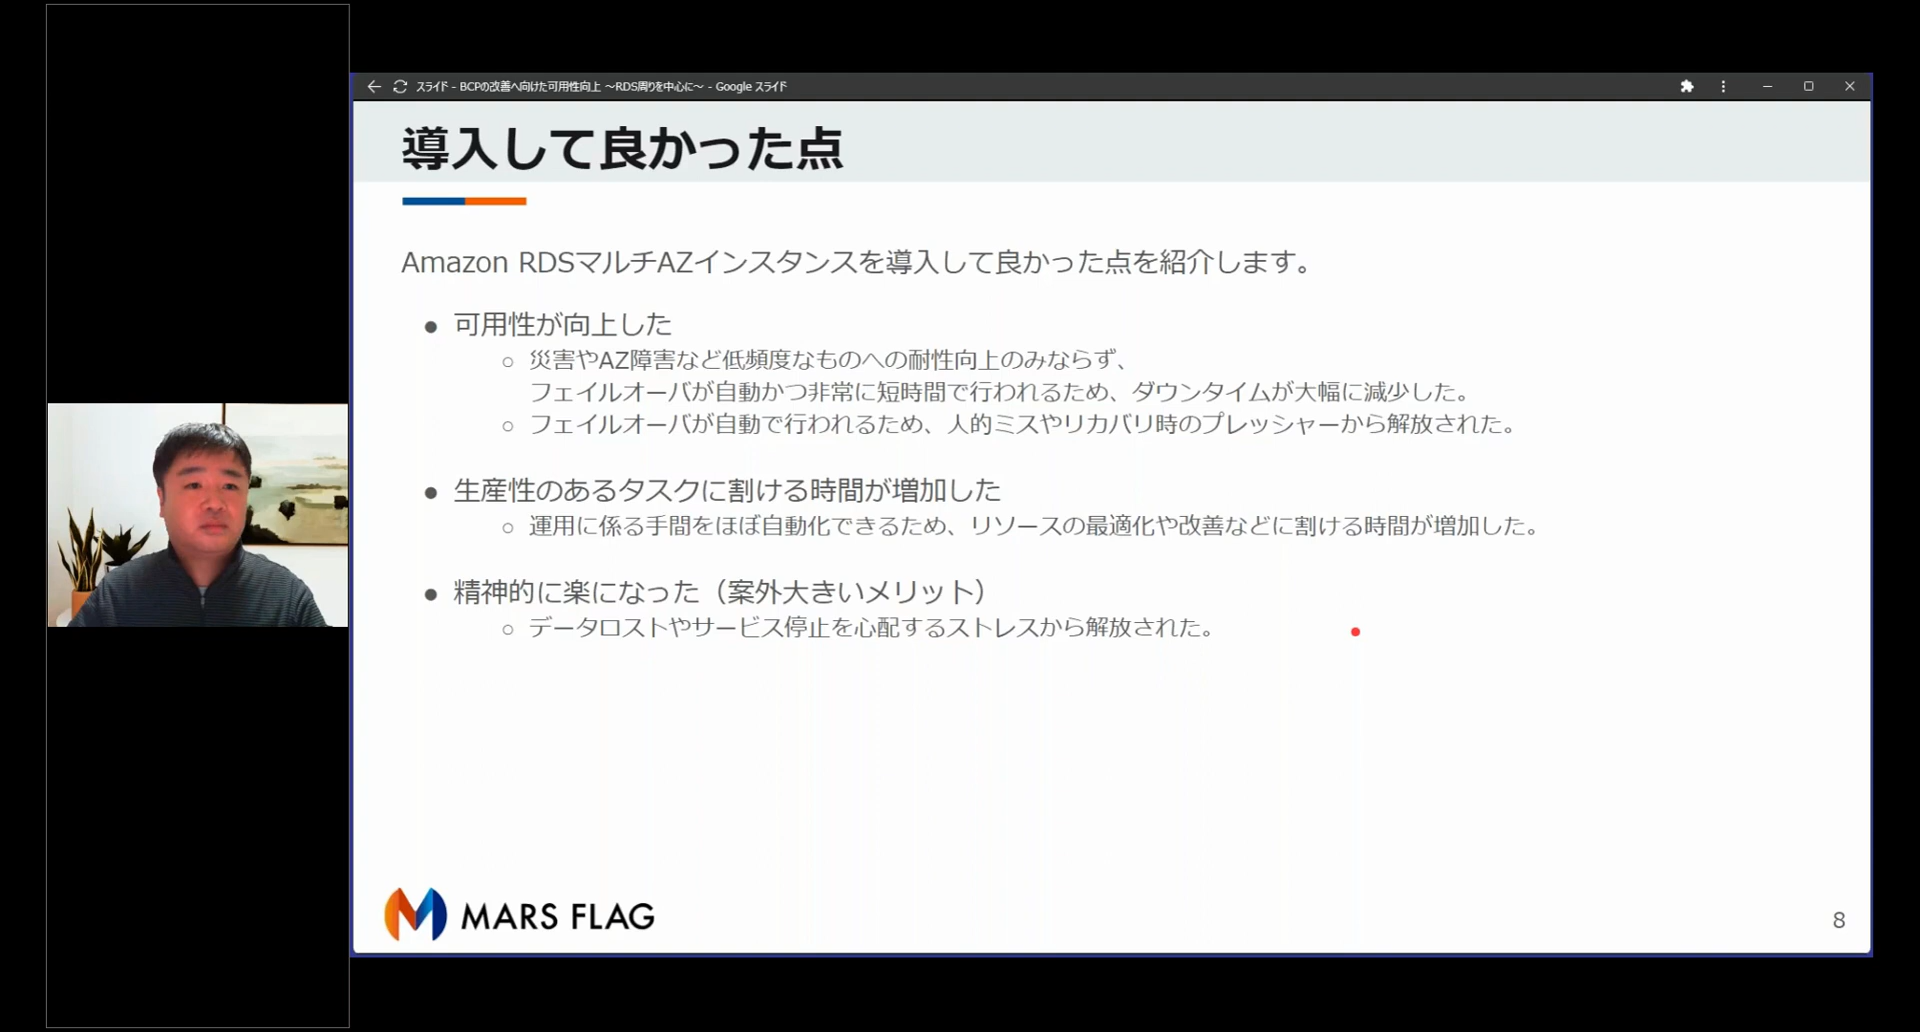 スライド - BCPの改善へ向けた可用性向上 ～RDS周りを中心に～ - Google スライド
導入して良かった点
Amazon RDSマルチAZインスタンスを導入して良かった点を紹介します。
● 可用性が向上した
○ 災害やAZ障害など低頻度なものへの耐性向上のみならず、
フェイルオーバが自動かつ非常に短時間で行われるため、ダウンタイムが大幅に減少した。
○ フェイルオーバが自動で行われるため、人的ミスやリカバリ時のプレッシャーから解放された。
● 生産性のあるタスクに割ける時間が増加した
○ 運用に係る手間をほぼ自動化できるため、リソースの最適化や改善などに割ける時間が増加した。
● 精神的に楽になった（案外大きいメリット）
○ データロストやサービス停止を心配するストレスから解放された。
MARS FLAG
8